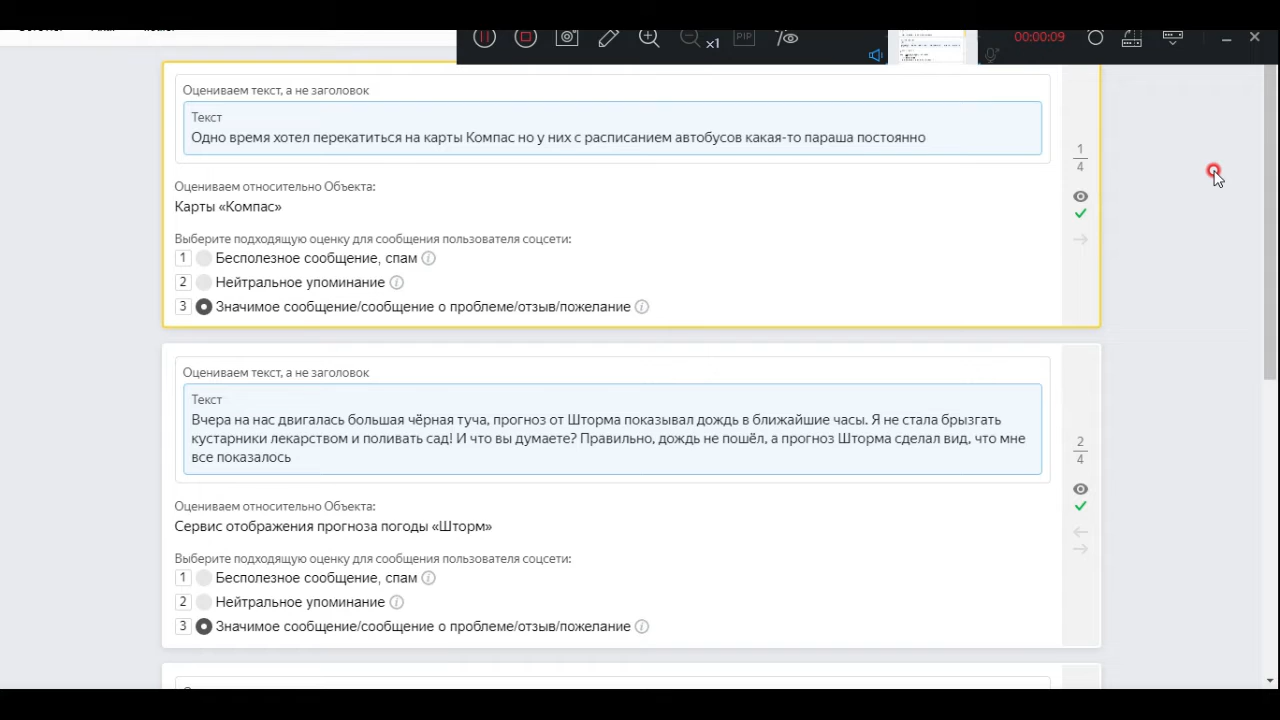 x1
PIP
00:00:09
Оцениваем текст, а не заголовок
Текст
Одно время хотел перекатиться на карты Компас но у них с расписанием автобусов какая-то параша постоянно
1
4
Оцениваем относительно Объекта:
Карты «Компас»
Выберите подходящую оценку для сообщения пользователя соцсети:
1 Бесполезное сообщение, спам
2 Нейтральное упоминание
3 Значимое сообщение/сообщение о проблеме/отзыв/пожелание
Оцениваем текст, а не заголовок
Текст
Вчера на нас двигалась большая чёрная туча, прогноз от Шторма показывал дождь в ближайшие часы. Я не стала брызгать
кустарники лекарством и поливать сад! И что вы думаете? Правильно, дождь не пошёл, а прогноз Шторма сделал вид, что мне
все показалось
2
4
Оцениваем относительно Объекта:
Сервис отображения прогноза погоды «Шторм»
Выберите подходящую оценку для сообщения пользователя соцсети:
1 Бесполезное сообщение, спам
2 Нейтральное упоминание
3 Значимое сообщение/сообщение о проблеме/отзыв/пожелание